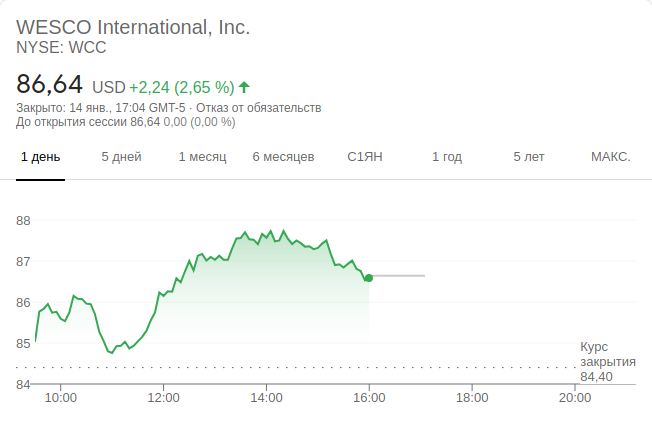 WESCO International, Inc.
NYSE: WCC
86,64 USD +2,24 (2,65 %)
Закрыто: 14 янв., 17:04 GMT-5 · Отказ от обязательств
До открытия сессии 86,64 0,00 (0,00 %)
1 день 5 дней 1 месяц 6 месяцев С1ЯН 1 год 5 лет МАКС.
88
87
86
85
84
Курс
закрытия
84,40
10:00 12:00 14:00 16:00 18:00 20:00